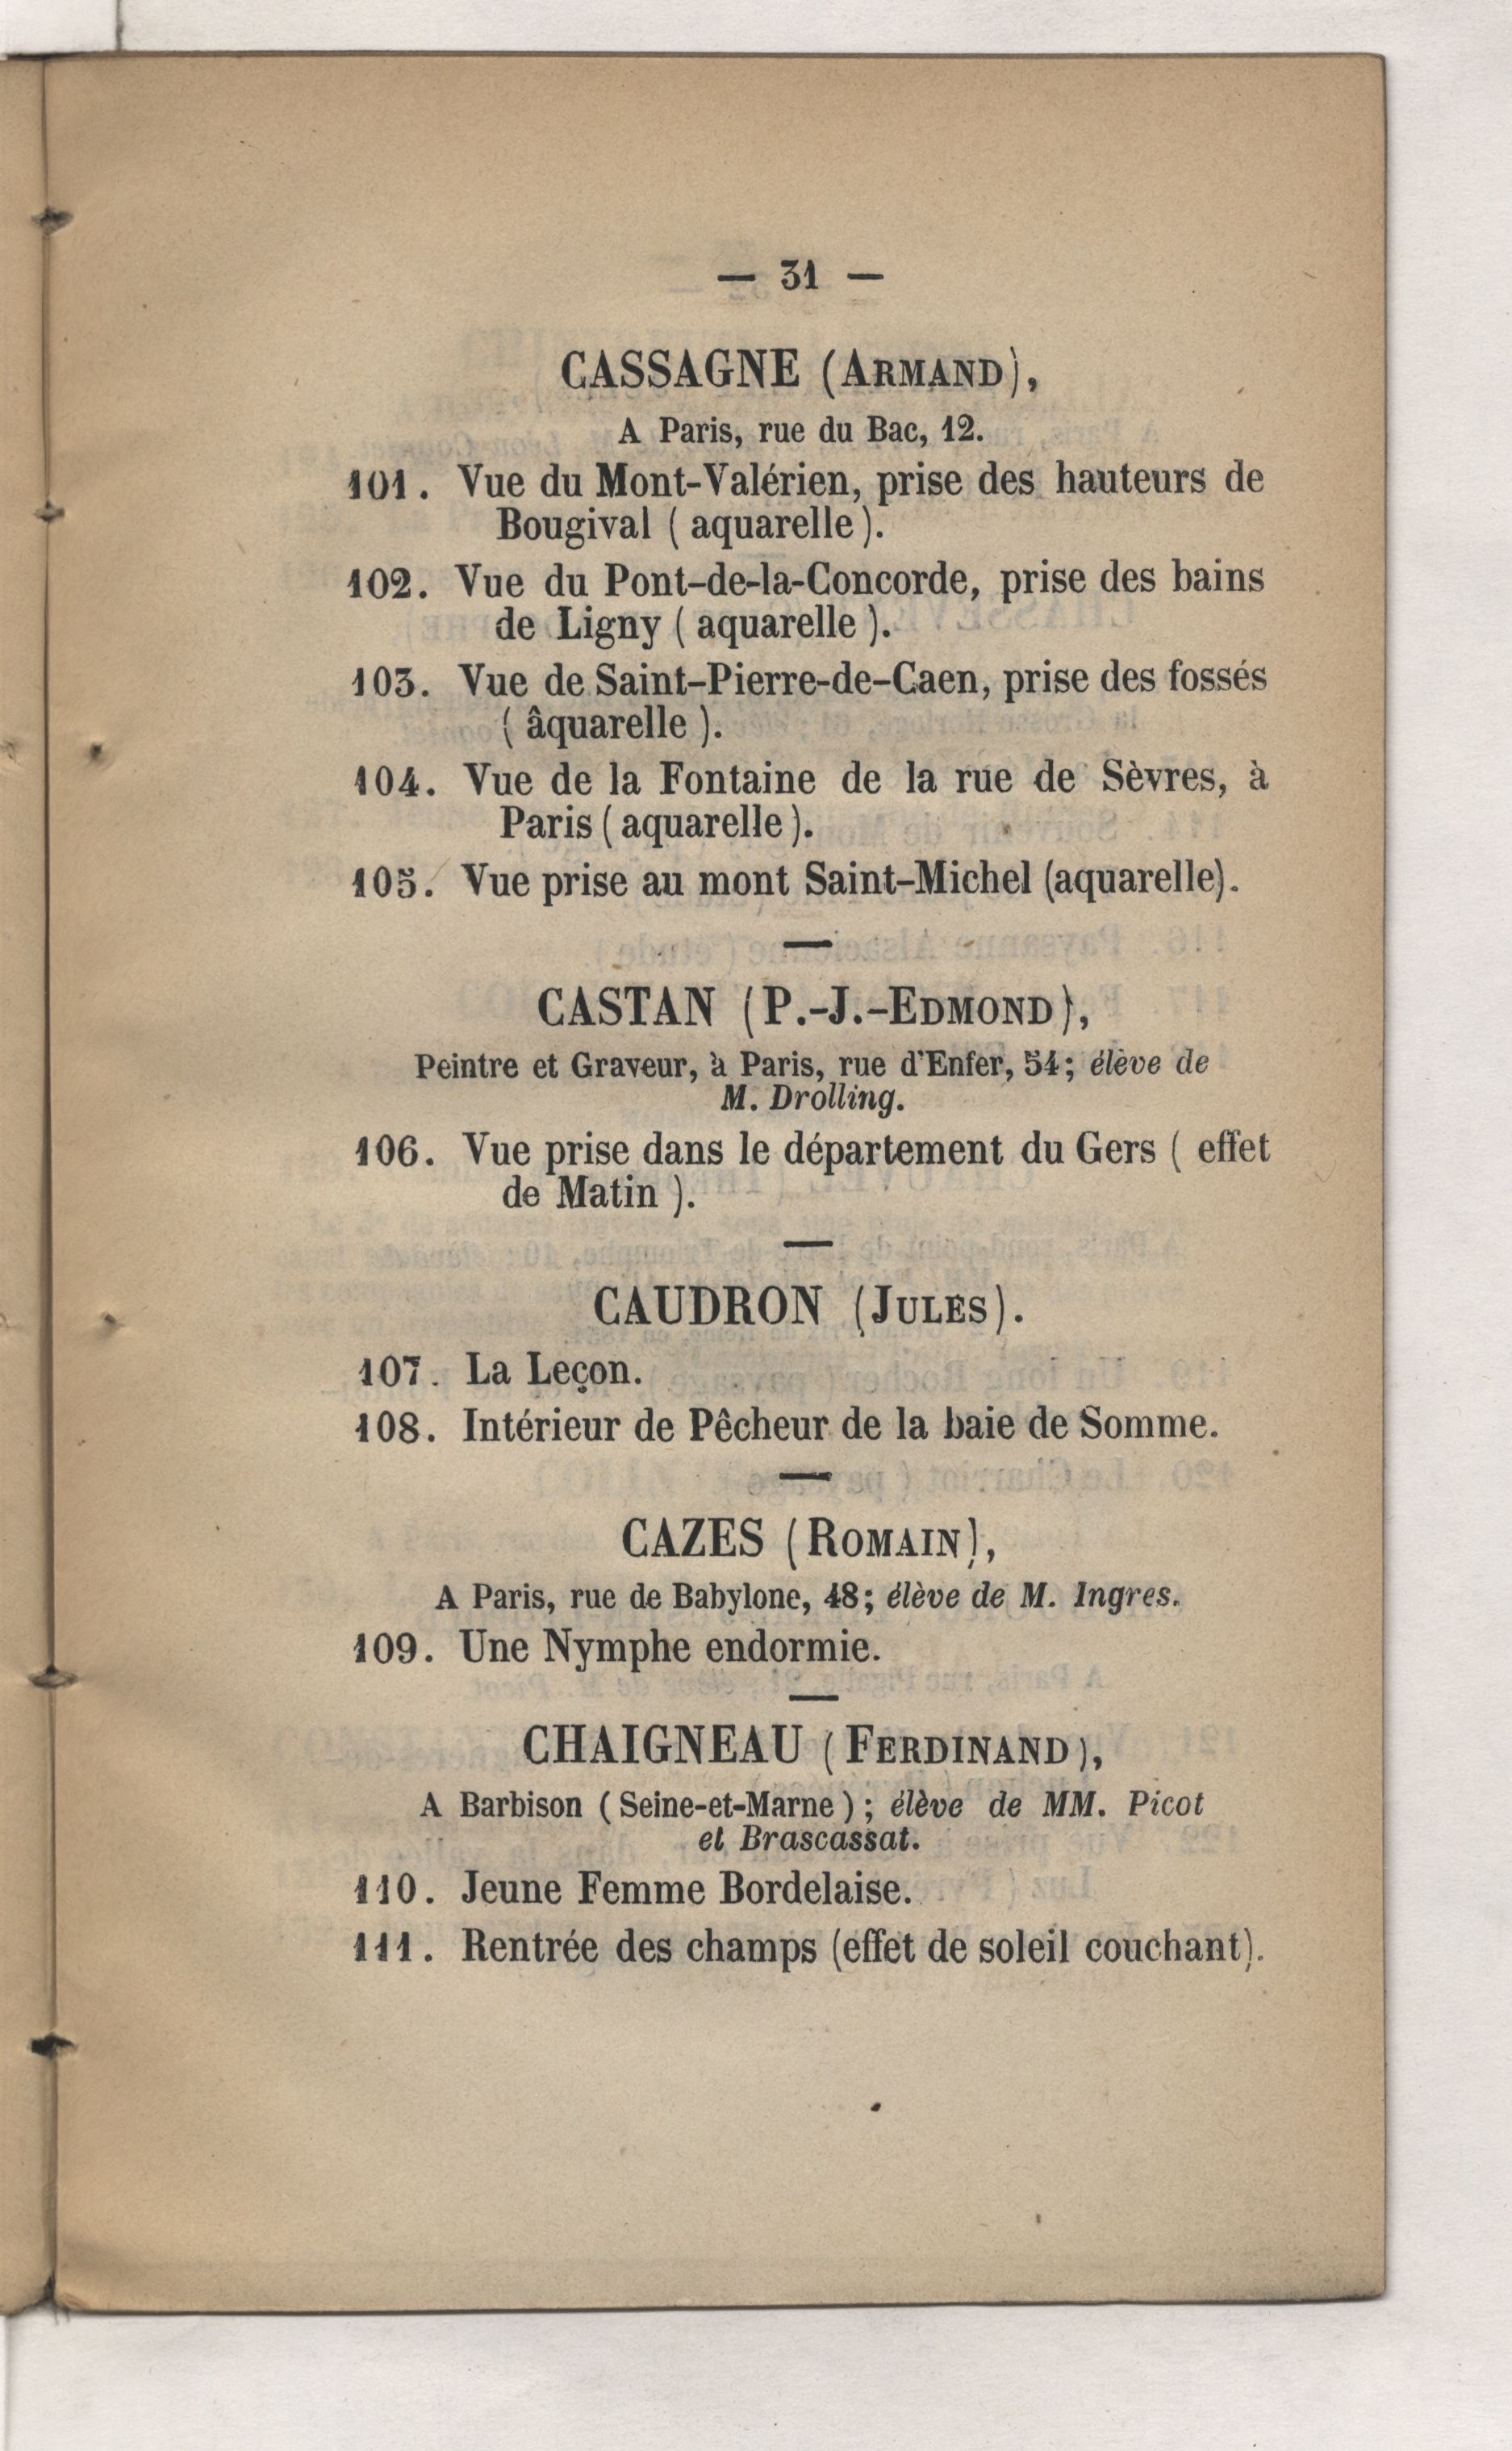 — 31 —
CASSAGNE (ARMAND),
A Paris, rue du Bac, 12.
101. Vue du Mont-Valérien, prise des hauteurs de
Bougival ( aquarelle ).
102. Vue du Pont-de-la-Concorde, prise des bains
de Ligny ( aquarelle ).
103. Vue de Saint-Pierre-de-Caen, prise des fossés
( âquarelle ).
104. Vue de la Fontaine de la rue de Sèvres, à
Paris ( aquarelle ).
105. Vue prise au mont Saint-Michel (aquarelle).
CASTAN (P.-J.-EDMOND),
Peintre et Graveur, à Paris, rue d'Enfer, 54; élève de
M. Drolling.
106. Vue prise dans le département du Gers ( effet
de Matin ).
CAUDRON (JULES).
107. La Leçon.
108. Intérieur de Pêcheur de la baie de Somme.
CAZES (ROMAIN),
A Paris, rue de Babylone, 48; élève de M. Ingres.
109. Une Nymphe endormie.
CHAIGNEAU (FERDINAND),
A Barbison ( Seine-et-Marne ) ; élève de MM. Picot
et Brascassat.
110. Jeune Femme Bordelaise.
111. Rentrée des champs (effet de soleil couchant).